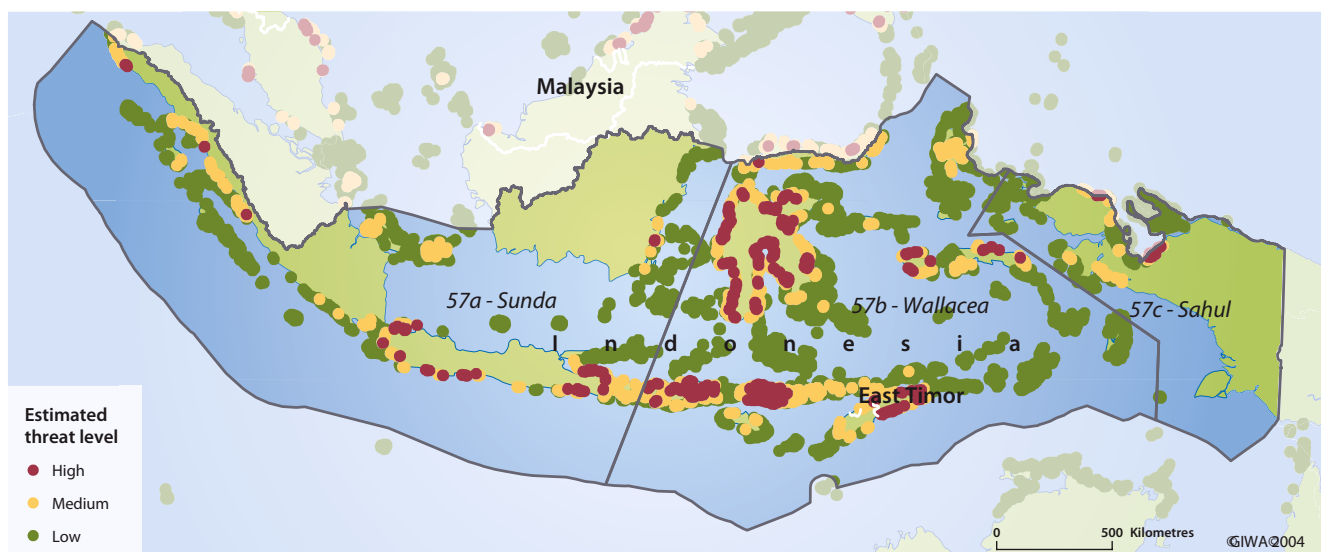 Malaysia
57a - Sunda
57b - Wallacea
57c - Sahul
I n d o n e s i a
East Timor
Estimated
threat level
High
Medium
Low
0 500 Kilometres
©GIWA 2004